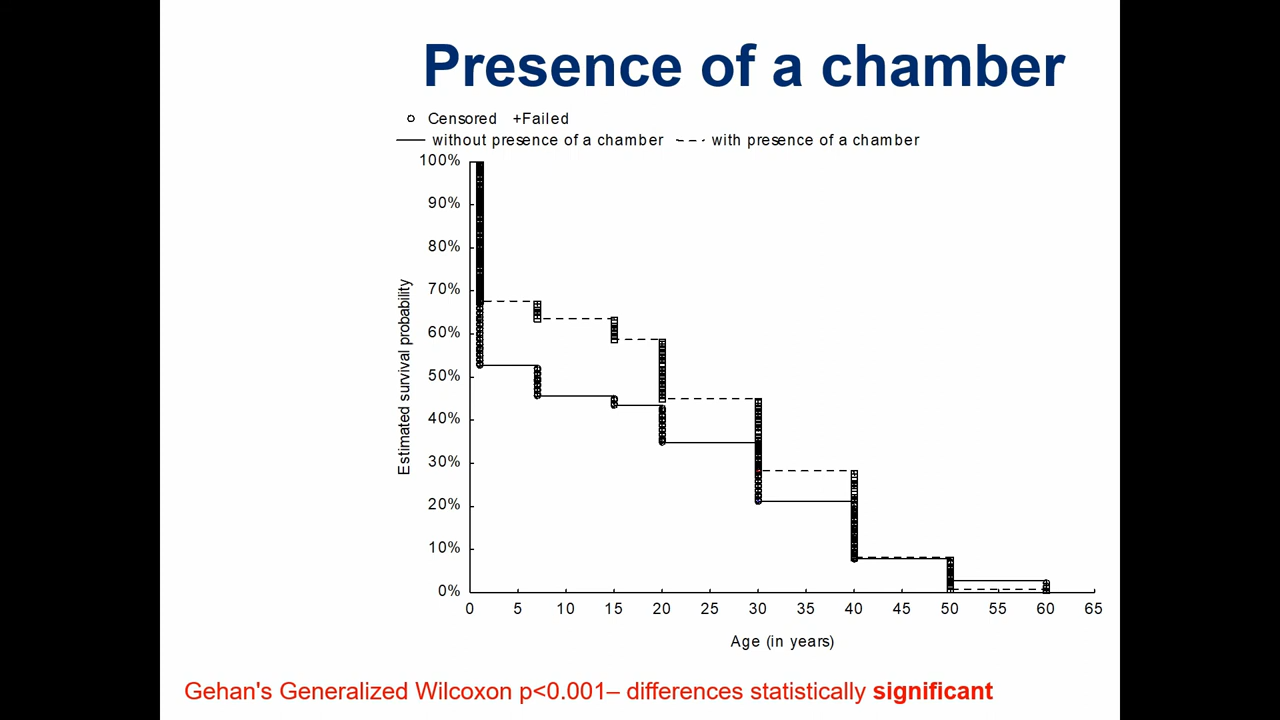 Presence of a chamber
Censored +Failed
without presence of a chamber with presence of a chamber
100%
90%
80%
70%
60%
50%
40%
30%
20%
10%
0%
Estimated survival probability
0 5 10 15 20 25 30 35 40 45 50 55 60 65
Age (in years)
Gehan's Generalized Wilcoxon p<0.001– differences statistically significant